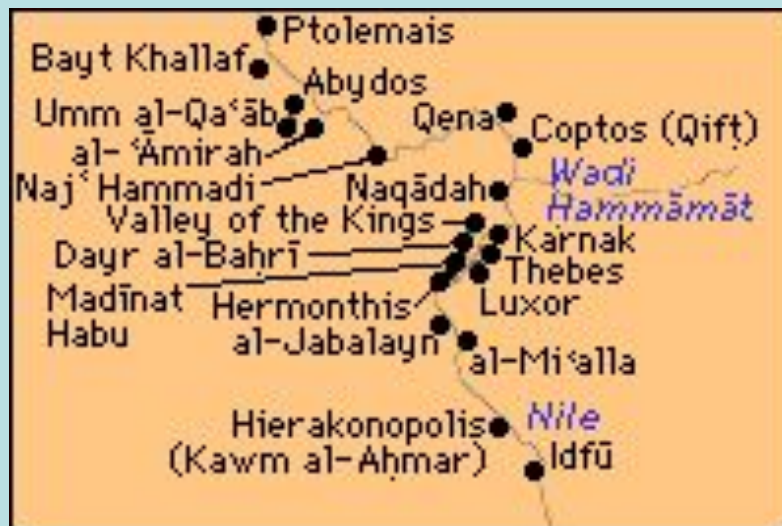 Ptolemais
Bayt Khallaf
Abydos
Umm al-Qaʿāb
Qena
Coptos (Qifṭ)
al-ʿĀmirah
Wadi
Najʿ Hammadi
Naqādah
Hammāmāt
Valley of the Kings
Karnak
Dayr al-Baḥrī
Thebes
Madīnat
Habu
Hermonthis
Luxor
al-Jabalayn
al-Miʿalla
Hierakonopolis
(Kawm al-Aḥmar)
Nile
Idfū